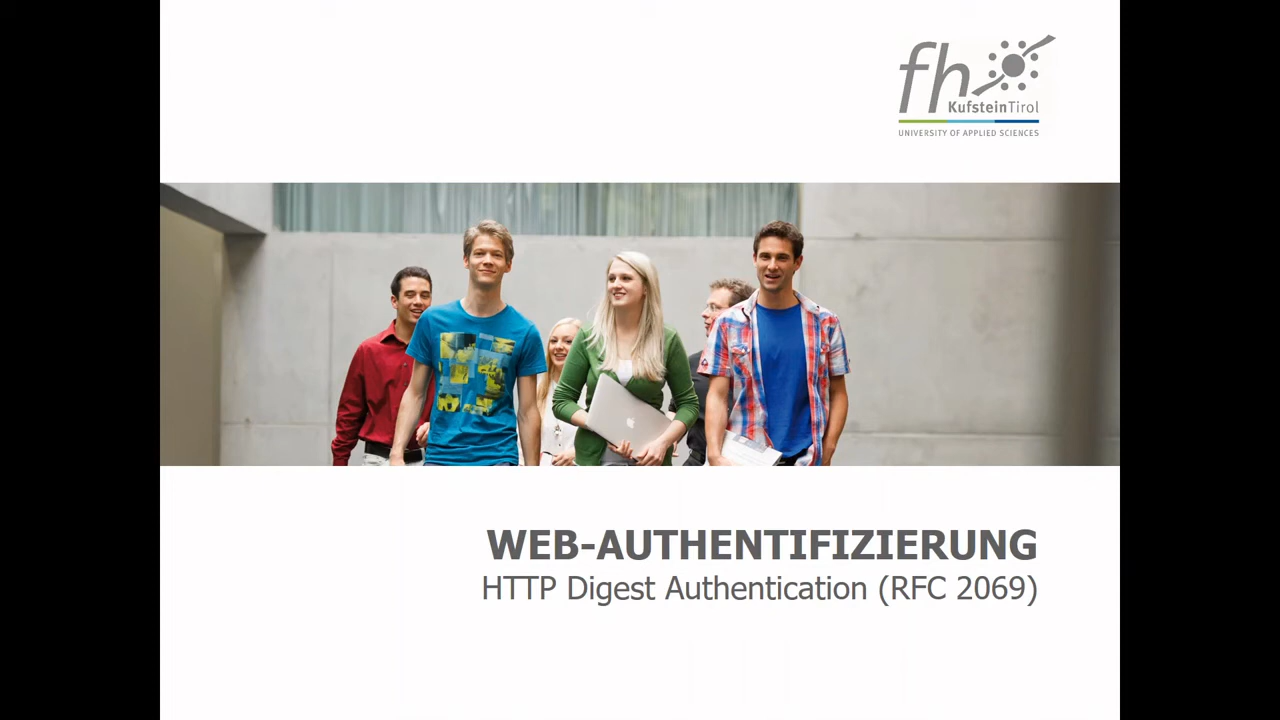 fh
KufsteinTirol
UNIVERSITY OF APPLIED SCIENCES
WEB-AUTHENTIFIZIERUNG
HTTP Digest Authentication (RFC 2069)